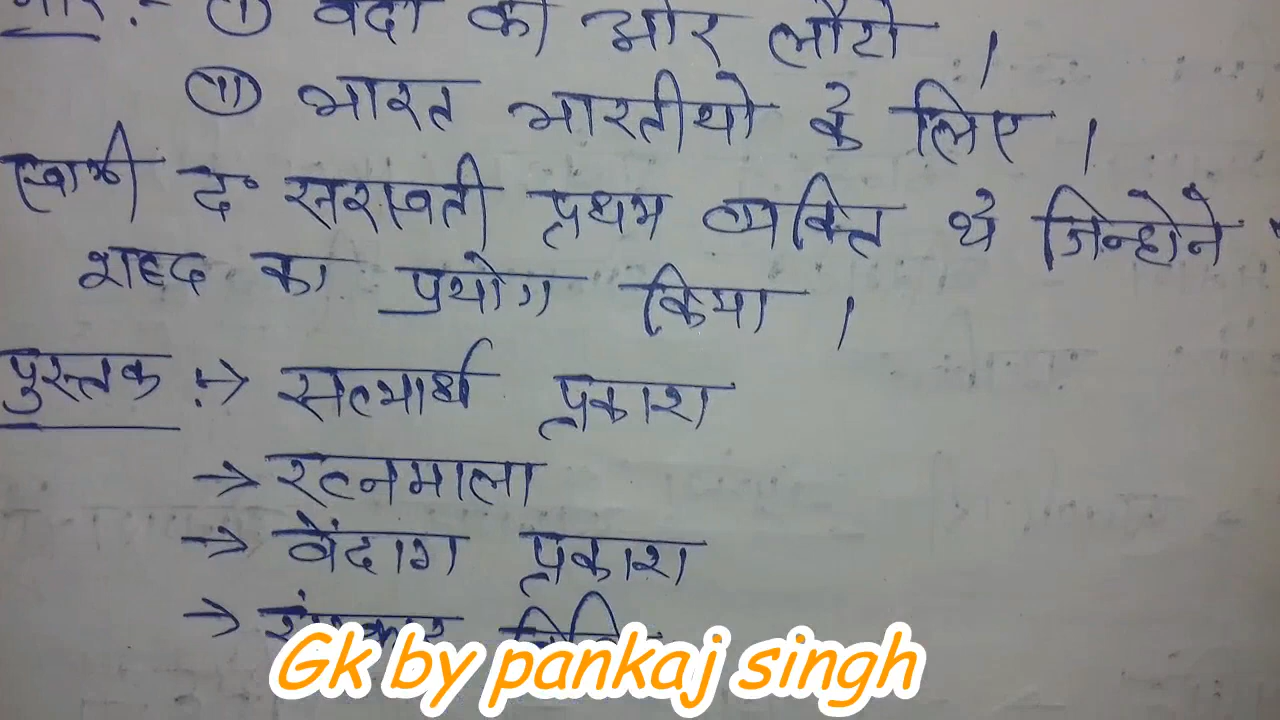 ① वेदो की ओर लौटो ।
(ii) भारत भारतीयो के लिए ।
स्वामी द॰ सरस्वती प्रथम व्यक्ति थे जिन्होने
शब्द का प्रयोग किया ।
पुस्तक :→ सत्यार्थ प्रकाश
→ रत्नमाला
→ वेंदाग प्रकाश
→ संस्कार विधि
Gk by pankaj singh